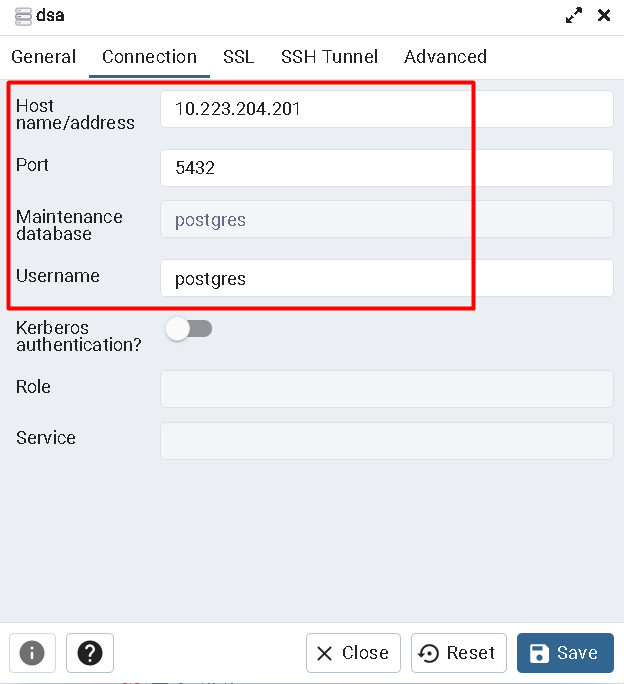 dsa
General Connection SSL SSH Tunnel Advanced
Host
name/address
10.223.204.201
Port
5432
Maintenance
database
postgres
Username
postgres
Kerberos
authentication?
Role
Service
Close Reset Save